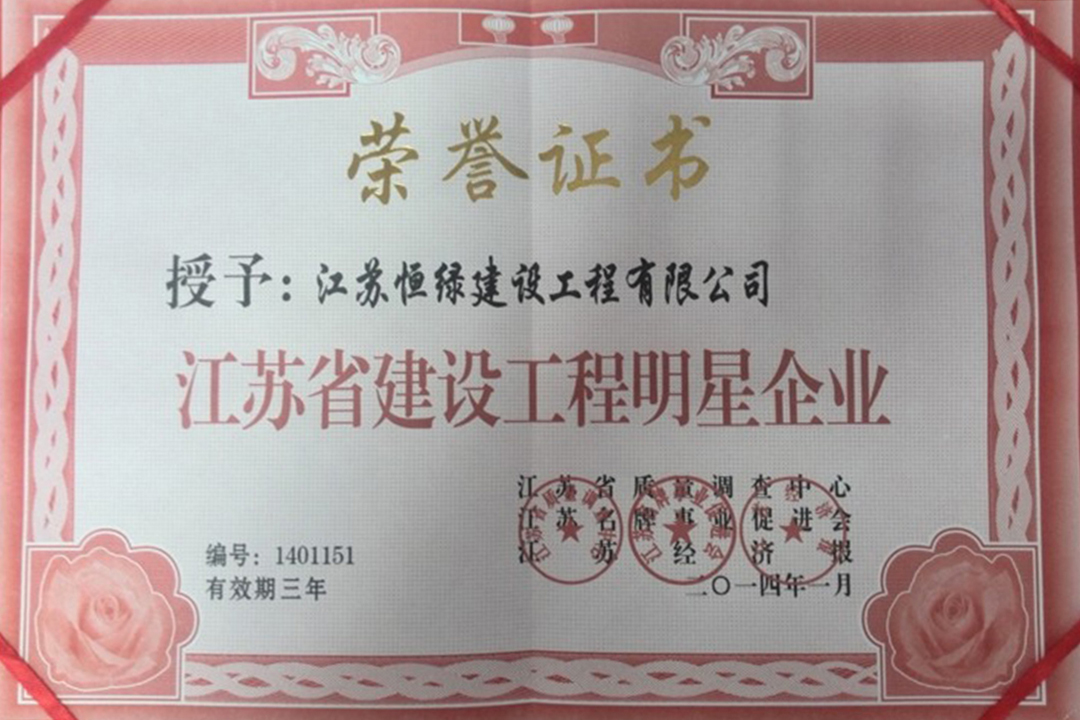 荣誉证书
授予：江苏恒绿建设工程有限公司
江苏省建设工程明星企业
江苏省质量调查中心
江苏名牌事业促进会
江苏经济报
二〇一四年一月
编号：1401151
有效期三年